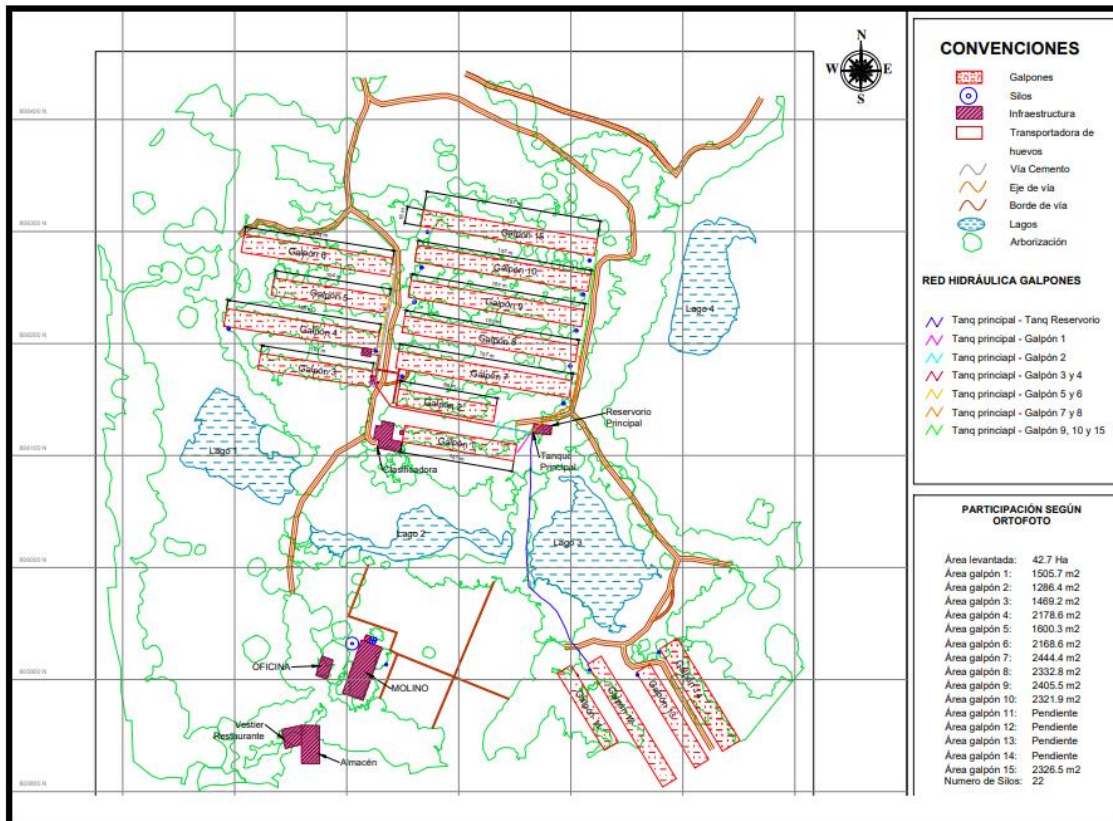 N
W
E
S
CONVENCIONES
Galpones
Silos
Infraestructura
Transportadora de
huevos
Vía Cemento
Eje de vía
Borde de vía
Lagos
Arborización
RED HIDRÁULICA GALPONES
Tanq principal - Tanq Reservorio
Tanq principal - Galpón 1
Tanq princiapl - Galpón 2
Tanq princiapl - Galpón 3 y 4
Tanq princiapl - Galpón 5 y 6
Tanq princiapl - Galpón 7 y 8
Tanq princiapl - Galpón 9, 10 y 15
PARTICIPACIÓN SEGÚN
ORTOFOTO
Área levantada: 42.7 Ha
Área galpón 1: 1505.7 m2
Área galpón 2: 1286.4 m2
Área galpón 3: 1469.2 m2
Área galpón 4: 2178.6 m2
Área galpón 5: 1600.3 m2
Área galpón 6: 2168.6 m2
Área galpón 7: 2444.4 m2
Área galpón 8: 2332.8 m2
Área galpón 9: 2405.5 m2
Área galpón 10: 2321.9 m2
Área galpón 11: Pendiente
Área galpón 12: Pendiente
Área galpón 13: Pendiente
Área galpón 14: Pendiente
Área galpón 15: 2326.5 m2
Numero de Silos: 22
Galpón 15
Galpón 6
Galpón 10
Galpón 5
Galpón 9
Lago 4
Galpón 4
Galpón 8
Galpón 3
Galpón 7
Galpón 2
Reservorio
Principal
Galpón 1
Tanque
Principal
Clasificadora
Lago 1
Lago 2
Lago 3
OFICINA
MOLINO
Galpón 13
Vestier
Restaurante
Almacén